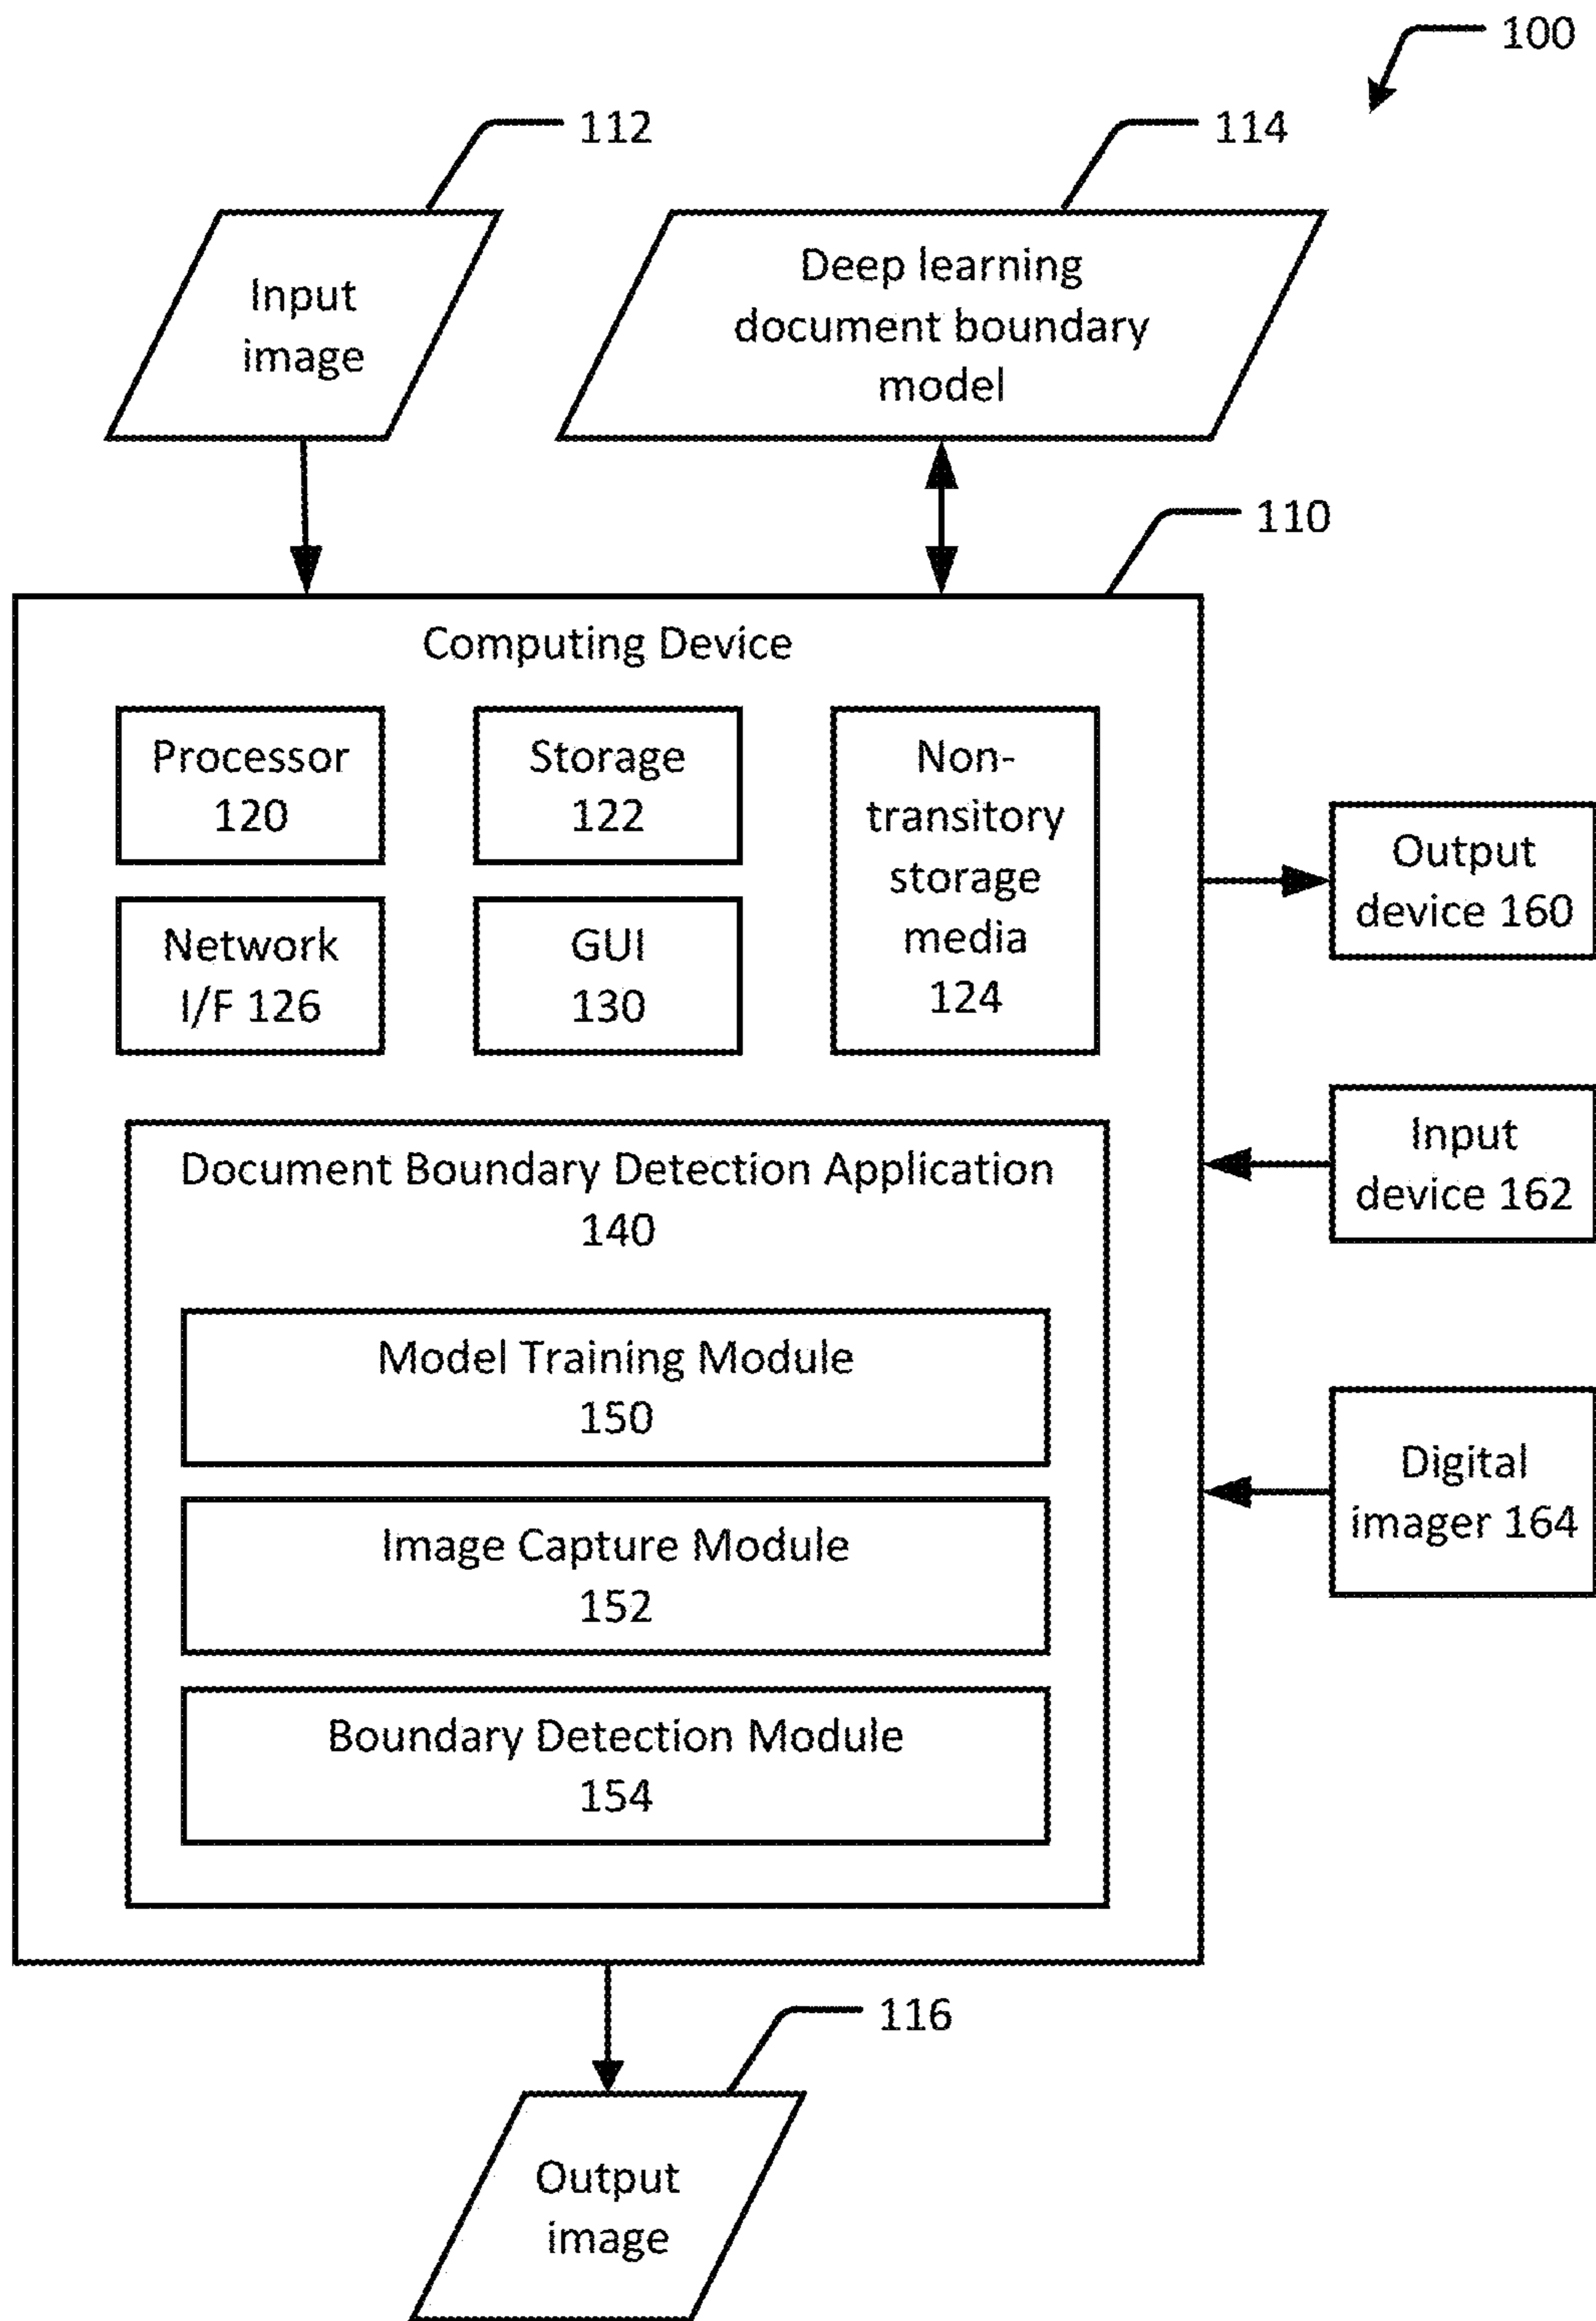 100
112
114
Input
image
Deep learning
document boundary
model
110
Computing Device
Processor
120
Storage
122
Non-
transitory
storage
media
124
Network
I/F 126
GUI
130
Output
device 160
Input
device 162
Digital
imager 164
Document Boundary Detection Application
140
Model Training Module
150
Image Capture Module
152
Boundary Detection Module
154
116
Output
image